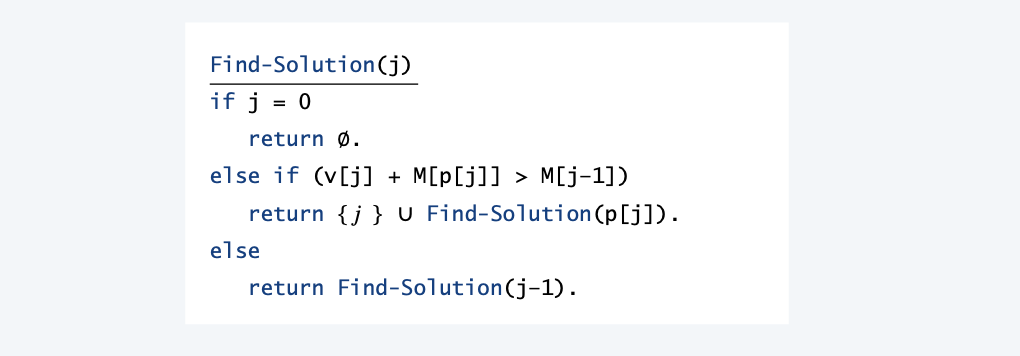 Find-Solution(j)
if j = 0
return ∅.
else if (v[j] + M[p[j]] > M[j–1])
return { j } ∪ Find-Solution(p[j]).
else
return Find-Solution(j–1).